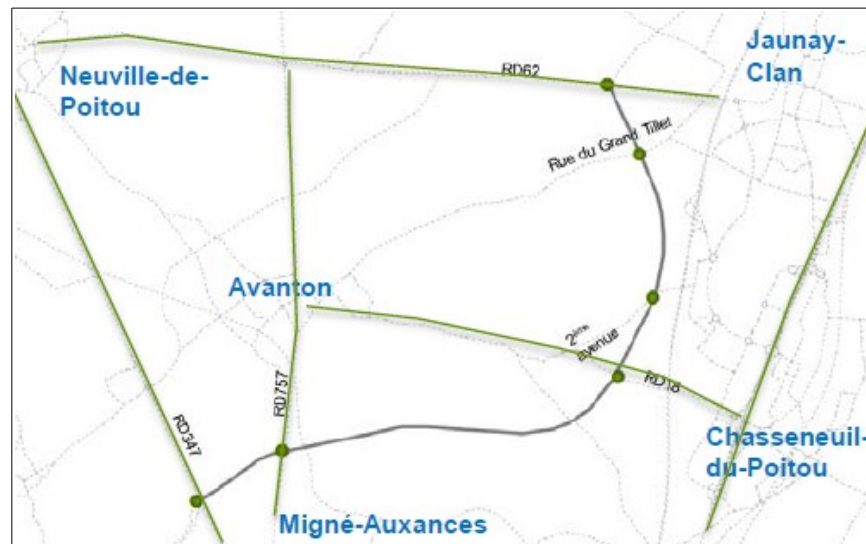 Jaunay-
Clan
Neuville-de-
Poitou
RD62
Rue du Grand Tillet
Avanton
2ème
avenue
RD757
RD18
RD347
Chasseneuil-
du-Poitou
Migné-Auxances